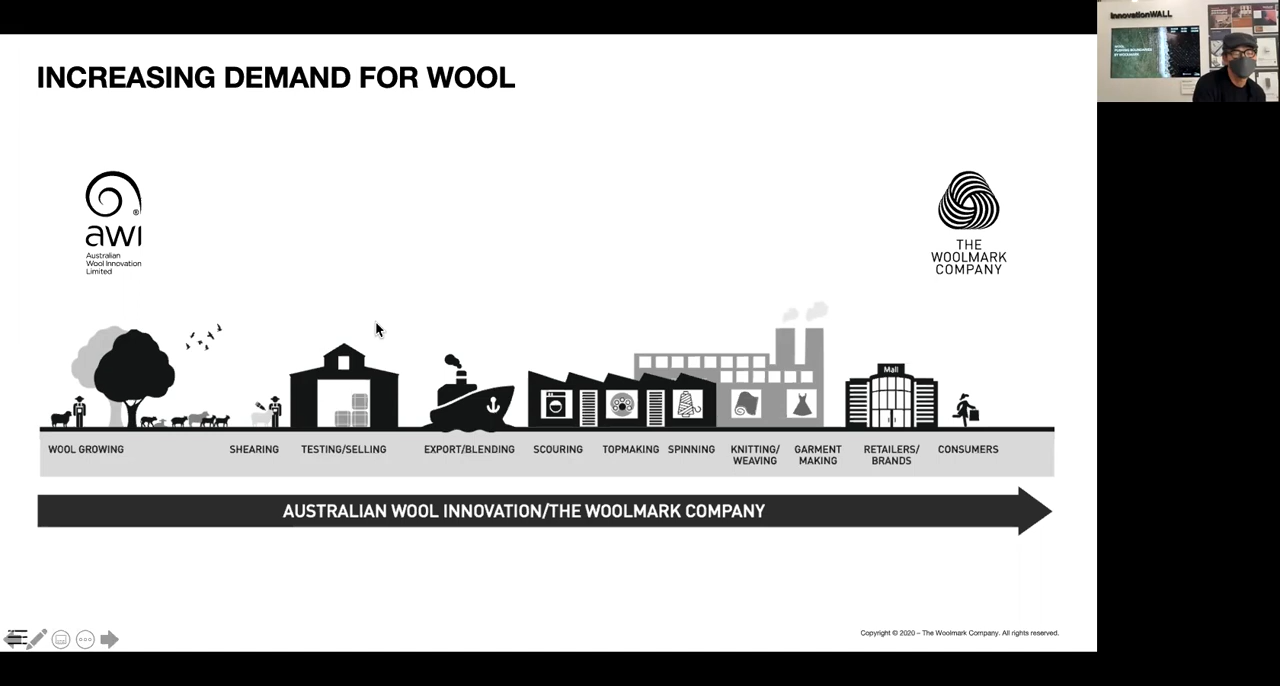 INCREASING DEMAND FOR WOOL
InnovationWALL
awi
®
Australian
Wool Innovation
Limited
THE
WOOLMARK
COMPANY
Mall
WOOL GROWING
SHEARING
TESTING/SELLING
EXPORT/BLENDING
SCOURING
TOPMAKING
SPINNING
KNITTING/
WEAVING
GARMENT
MAKING
RETAILERS/
BRANDS
CONSUMERS
AUSTRALIAN WOOL INNOVATION/THE WOOLMARK COMPANY
Copyright © 2020 – The Woolmark Company. All rights reserved.